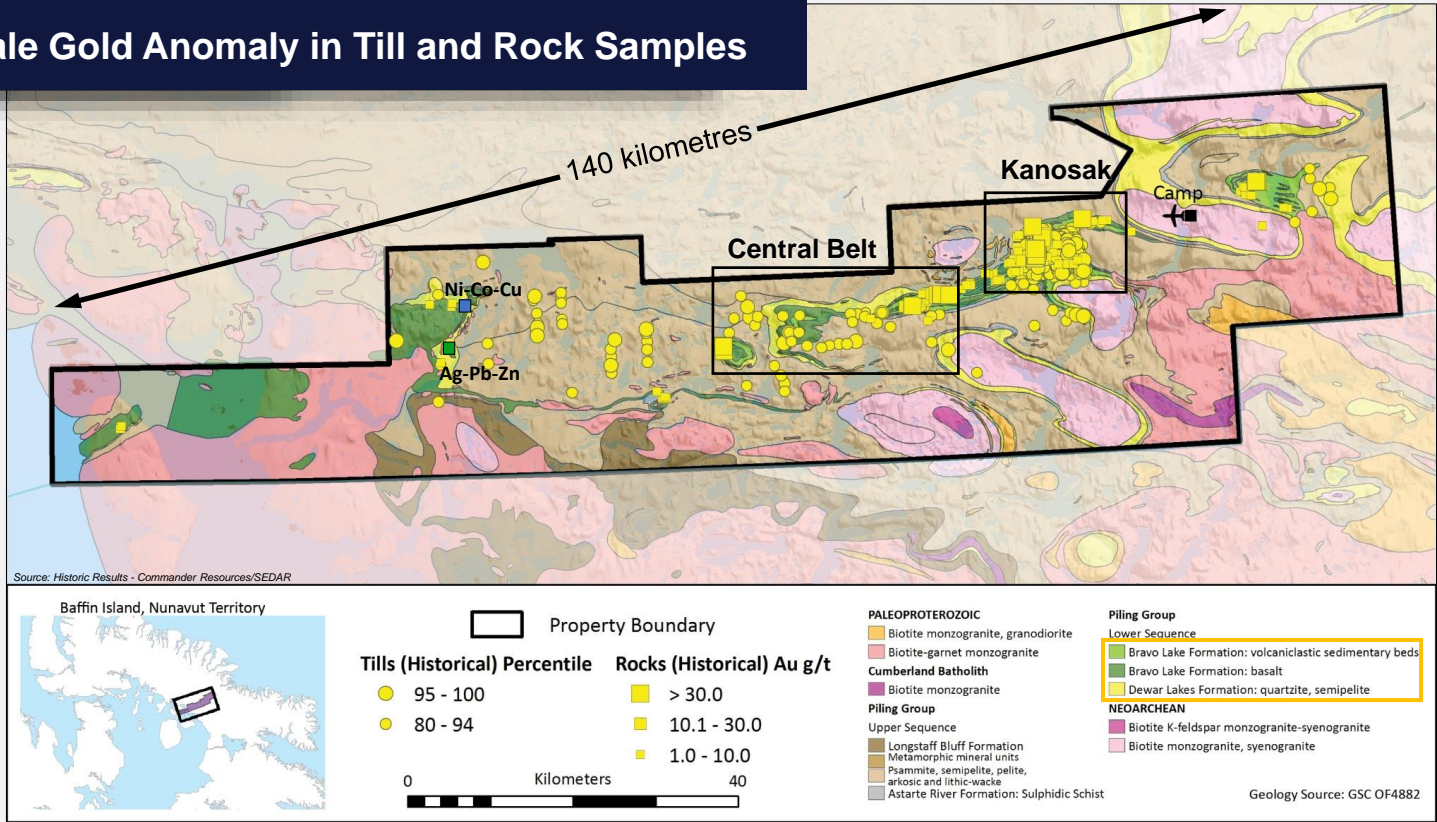 ale Gold Anomaly in Till and Rock Samples
140 kilometres
Kanosak
Camp
Central Belt
Ni-Co-Cu
Ag-Pb-Zn
Source: Historic Results - Commander Resources/SEDAR
Baffin Island, Nunavut Territory
Property Boundary
Tills (Historical) Percentile
95 - 100
80 - 94
Rocks (Historical) Au g/t
> 30.0
10.1 - 30.0
1.0 - 10.0
0 Kilometers 40
PALEOPROTEROZOIC
Biotite monzogranite, granodiorite
Biotite-garnet monzogranite
Cumberland Batholith
Biotite monzogranite
Piling Group
Upper Sequence
Longstaff Bluff Formation
Metamorphic mineral units
Psammite, semipelite, pelite,
arkosic and lithic-wacke
Astarte River Formation: Sulphidic Schist
Piling Group
Lower Sequence
Bravo Lake Formation: volcaniclastic sedimentary beds
Bravo Lake Formation: basalt
Dewar Lakes Formation: quartzite, semipelite
NEOARCHEAN
Biotite K-feldspar monzogranite-syenogranite
Biotite monzogranite, syenogranite
Geology Source: GSC OF4882